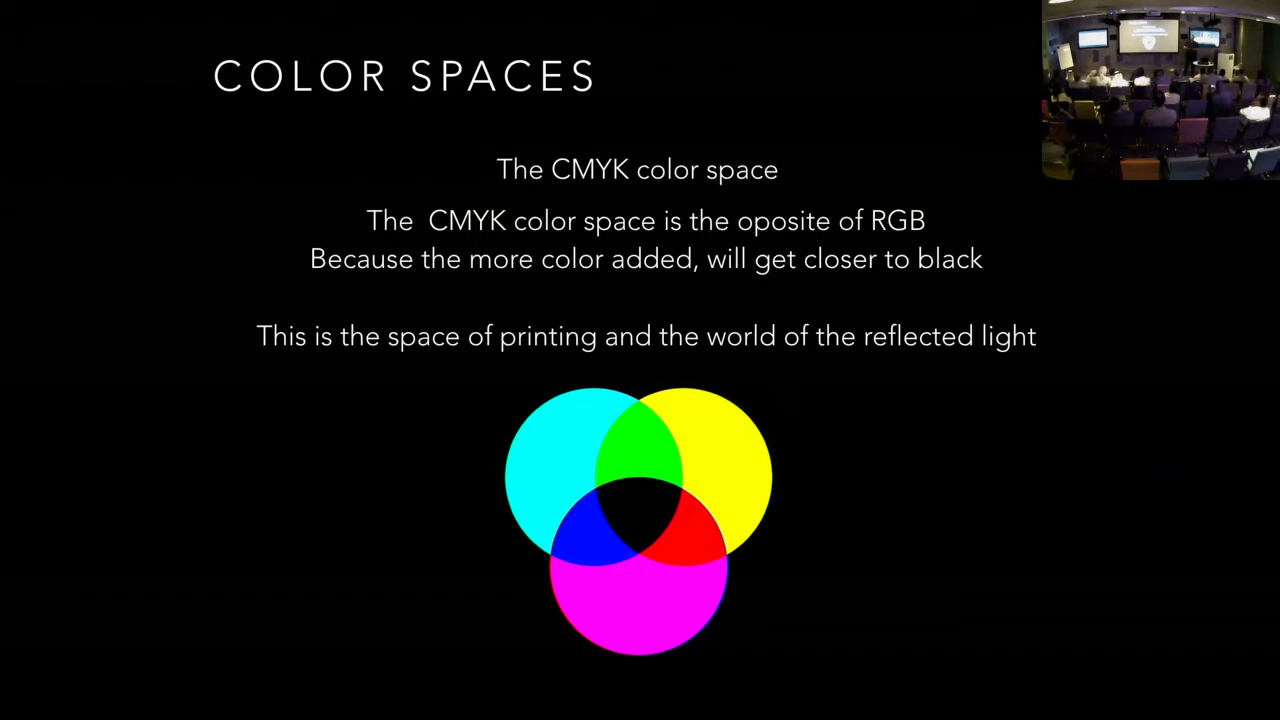 COLOR SPACES
The CMYK color space
The CMYK color space is the oposite of RGB
Because the more color added, will get closer to black
This is the space of printing and the world of the reflected light